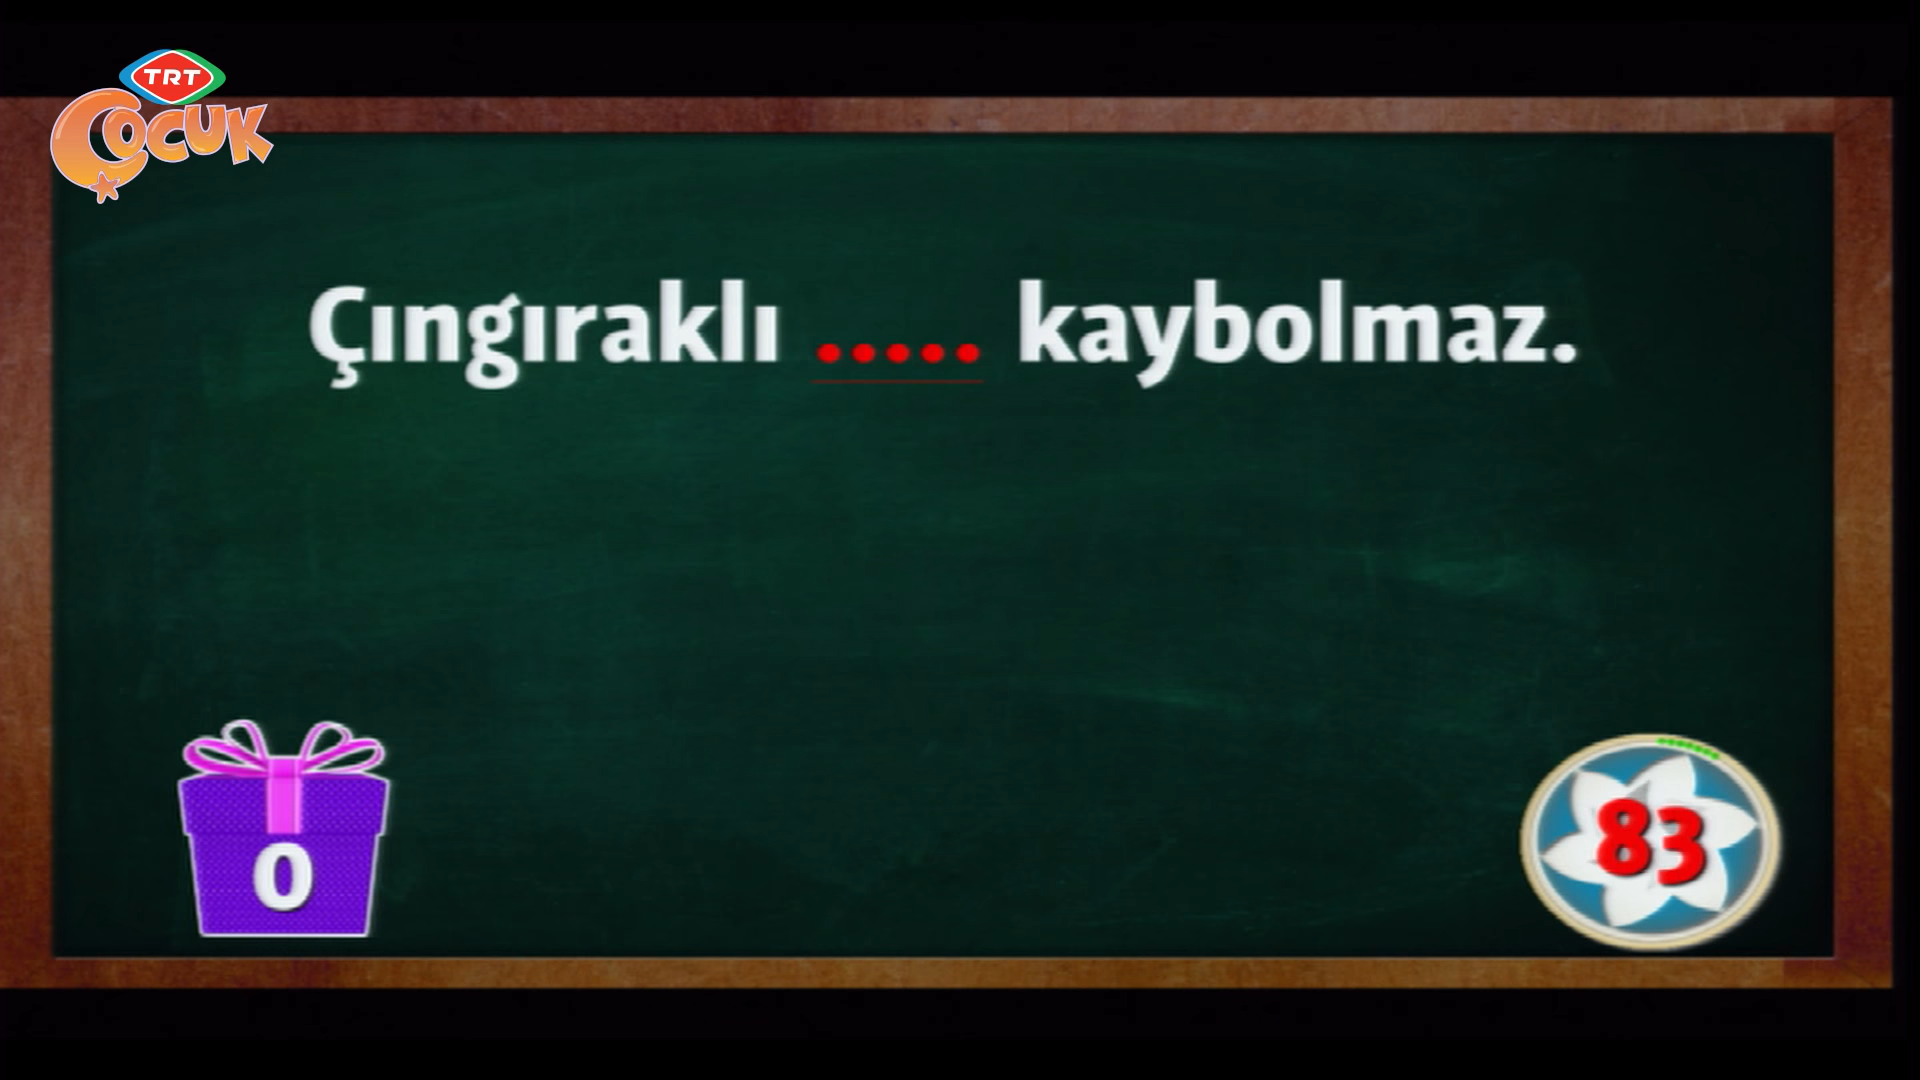 TRT
ÇOCUK
Çıngıraklı ..... kaybolmaz.
0
83